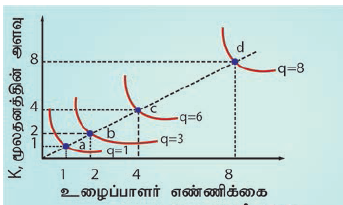 K, மூலதனத்தின் அளவு
8
4
2
1
a
b
c
d
q=1
q=3
q=6
q=8
1 2 4 8
உழைப்பாளர் எண்ணிக்கை